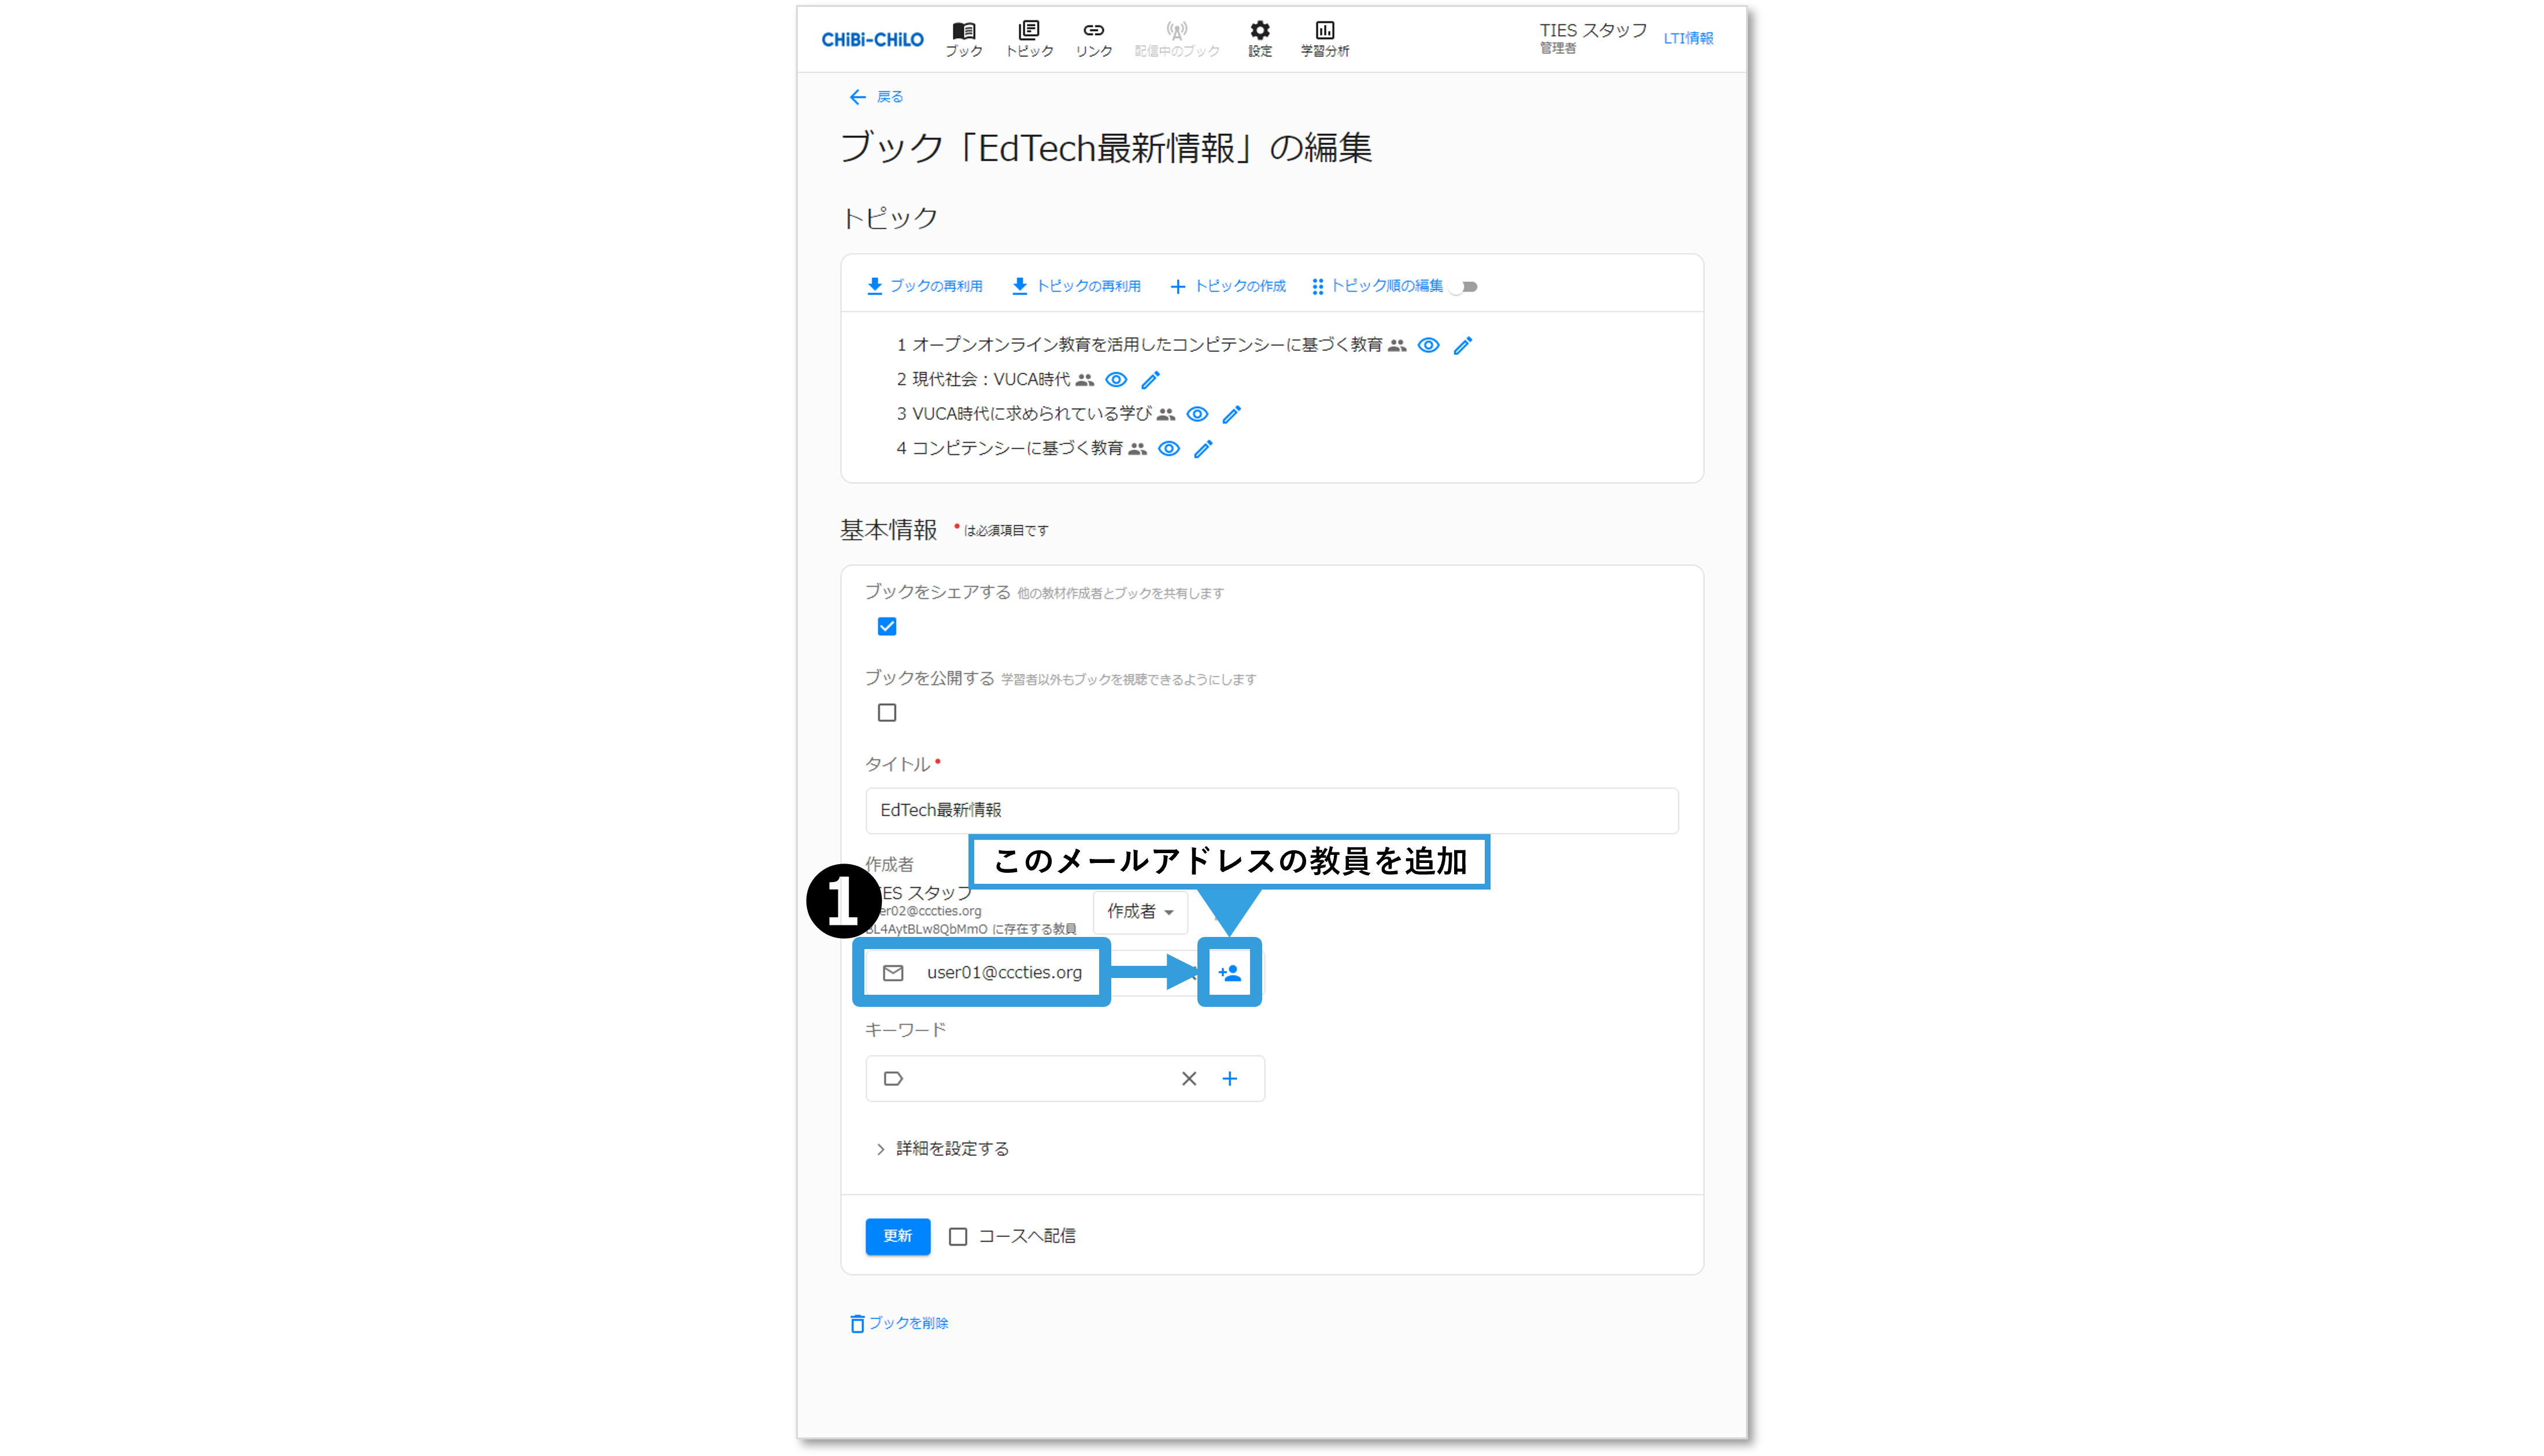 CHiBi-CHiLO
ブック
トピック
リンク
配信中のブック
設定
学習分析
TIES スタッフ
管理者
LTI情報
戻る
ブック「EdTech最新情報」の編集
トピック
ブックの再利用
トピックの再利用
トピックの作成
トピック順の編集
1 オープンオンライン教育を活用したコンピテンシーに基づく教育
2 現代社会：VUCA時代
3 VUCA時代に求められている学び
4 コンピテンシーに基づく教育
基本情報 * は必須項目です
ブックをシェアする 他の教材作成者とブックを共有します
ブックを公開する 学習者以外もブックを視聴できるようにします
タイトル *
EdTech最新情報
このメールアドレスの教員を追加
作成者
1
IES スタッフ
er02@cccties.org
L4AytBLw8QbMmO に存在する教員
作成者
user01@cccties.org
キーワード
詳細を設定する
更新
コースへ配信
ブックを削除